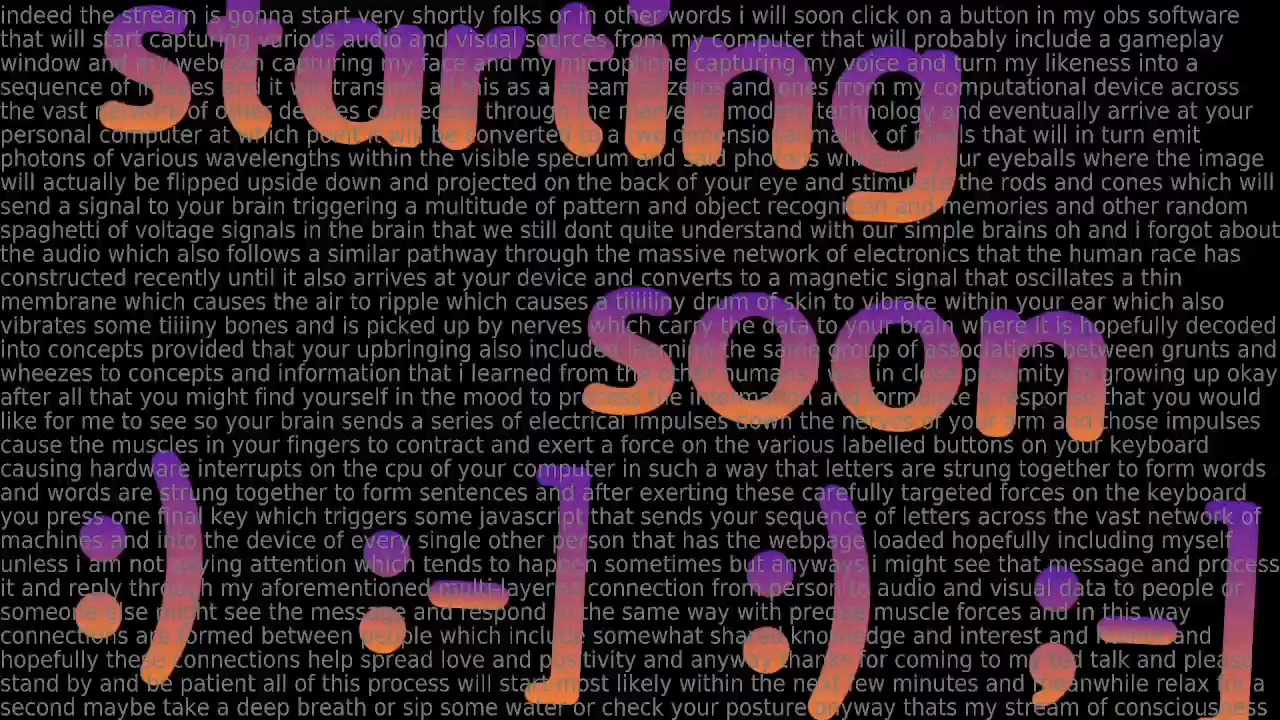 indeed the stream is gonna start very shortly folks or in other words i will soon click on a button in my obs software
that will start capturing various audio and visual sources from my computer that will probably include a gameplay
window and my webcam capturing my face and my microphone capturing my voice and turn my likeness into a
sequence of images and it will transmit all this as a stream of zeros and ones from my computational device across
the vast network of other devices connected through the marvel of modern technology and eventually arrive at your
personal computer at which point it will be converted to a two dimensional matrix of pixels that will in turn emit
photons of various wavelengths within the visible spectrum and said photons will your eyeballs where the image
will actually be flipped upside down and projected on the back of your eye and stimulate the rods and cones which will
send a signal to your brain triggering a multitude of pattern and object recognition and memories and other random
spaghetti of voltage signals in the brain that we still dont quite understand with our simple brains oh and i forgot about
the audio which also follows a similar pathway through the massive network of electronics that the human race has
constructed recently until it also arrives at your device and converts to a magnetic signal that oscillates a thin
membrane which causes the air to ripple which causes a tiiiiiny drum of skin to vibrate within your ear which also
vibrates some tiiiiny bones and is picked up by nerves which carry the data to your brain where it is hopefully decoded
into concepts provided that your upbringing also included learning the same group of associations between grunts and
wheezes to concepts and information that i learned from the other humans i was in close proximity to growing up okay
after all that you might find yourself in the mood to process the information and formulate a response that you would
like for me to see so your brain sends a series of electrical impulses down the nerves of your arm and those impulses
cause the muscles in your fingers to contract and exert a force on the various labelled buttons on your keyboard
causing hardware interrupts on the cpu of your computer in such a way that letters are strung together to form words
and words are strung together to form sentences and after exerting these carefully targeted forces on the keyboard
you press one final key which triggers some javascript that sends your sequence of letters across the vast network of
machines and into the device of every single other person that has the webpage loaded hopefully including myself
unless i am not paying attention which tends to happen sometimes but anyways i might see that message and process
it and reply through my aforementioned multi-layered connection from person to audio and visual data to people or
someone else might see the message and respond in the same way with precise muscle forces and in this way
connections are formed between people which include somewhat shared knowledge and interest and and
hopefully these connections help spread love and positivity and anyway thanks for coming to my ted talk and please
stand by and be patient all of this process will start most likely within the next few minutes and meanwhile relax for a
second maybe take a deep breath or sip some water or check your posture anyway thats my stream of consciousness
starting
soon
:) :-] :) :-]